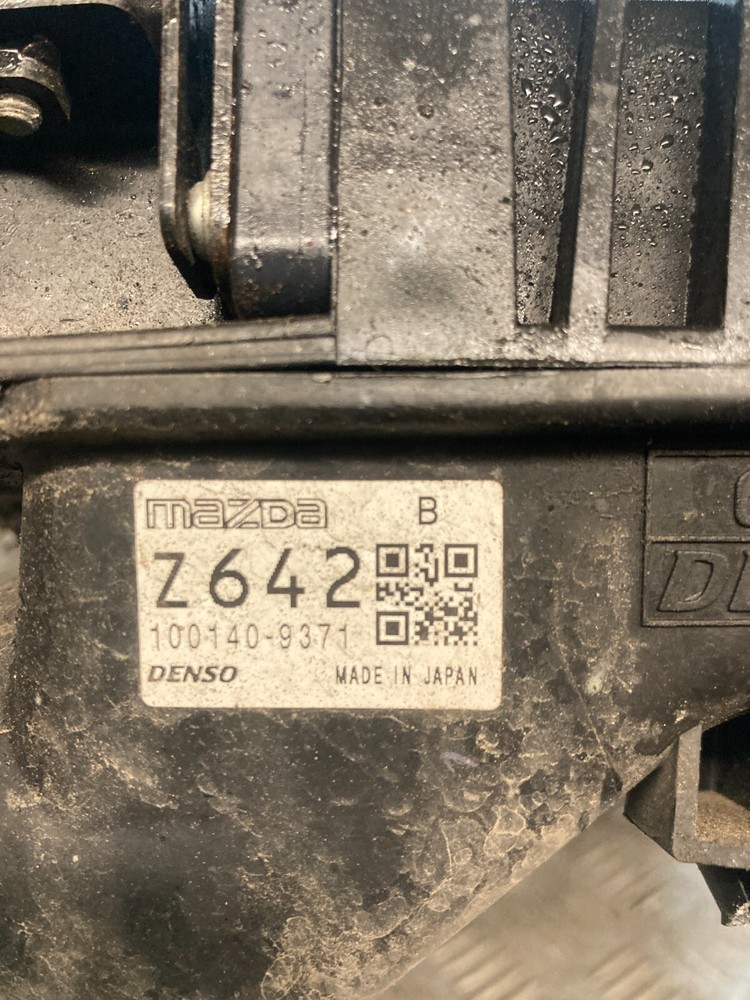 mazda B
Z642
100140-9371
DENSO MADE IN JAPAN